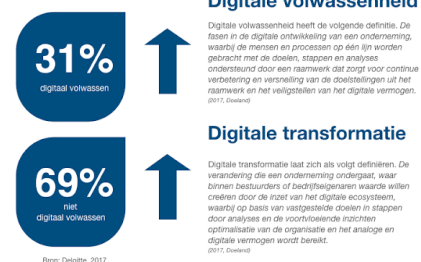 Digitale volwassenheid
31%
digitaal volwassen
Digitale volwassenheid heeft de volgende definitie. De
fasen in de digitale ontwikkeling van een onderneming,
waarbij de mensen en processen op één lijn worden
gebracht met de doelen, stappen en analyses
ondersteund door een raamwerk dat zorgt voor continue
verbetering en versnelling van de doelstellingen uit het
raamwerk en het veiligstellen van het digitale vermogen.
(2017, Doeland)
69%
niet
digitaal volwassen
Digitale transformatie
Digitale transformatie laat zich als volgt definiëren. De
verandering die een onderneming ondergaat, waar
binnen bestuurders of bedrijfseigenaren waarde willen
creëren door de inzet van het digitale ecosysteem,
waarbij op basis van vastgestelde doelen in stappen
door analyses en de voortvloeiende inzichten
optimalisatie van de organisatie en het analoge en
digitale vermogen wordt bereikt.
(2017, Doeland)
Bron: Deloitte, 2017